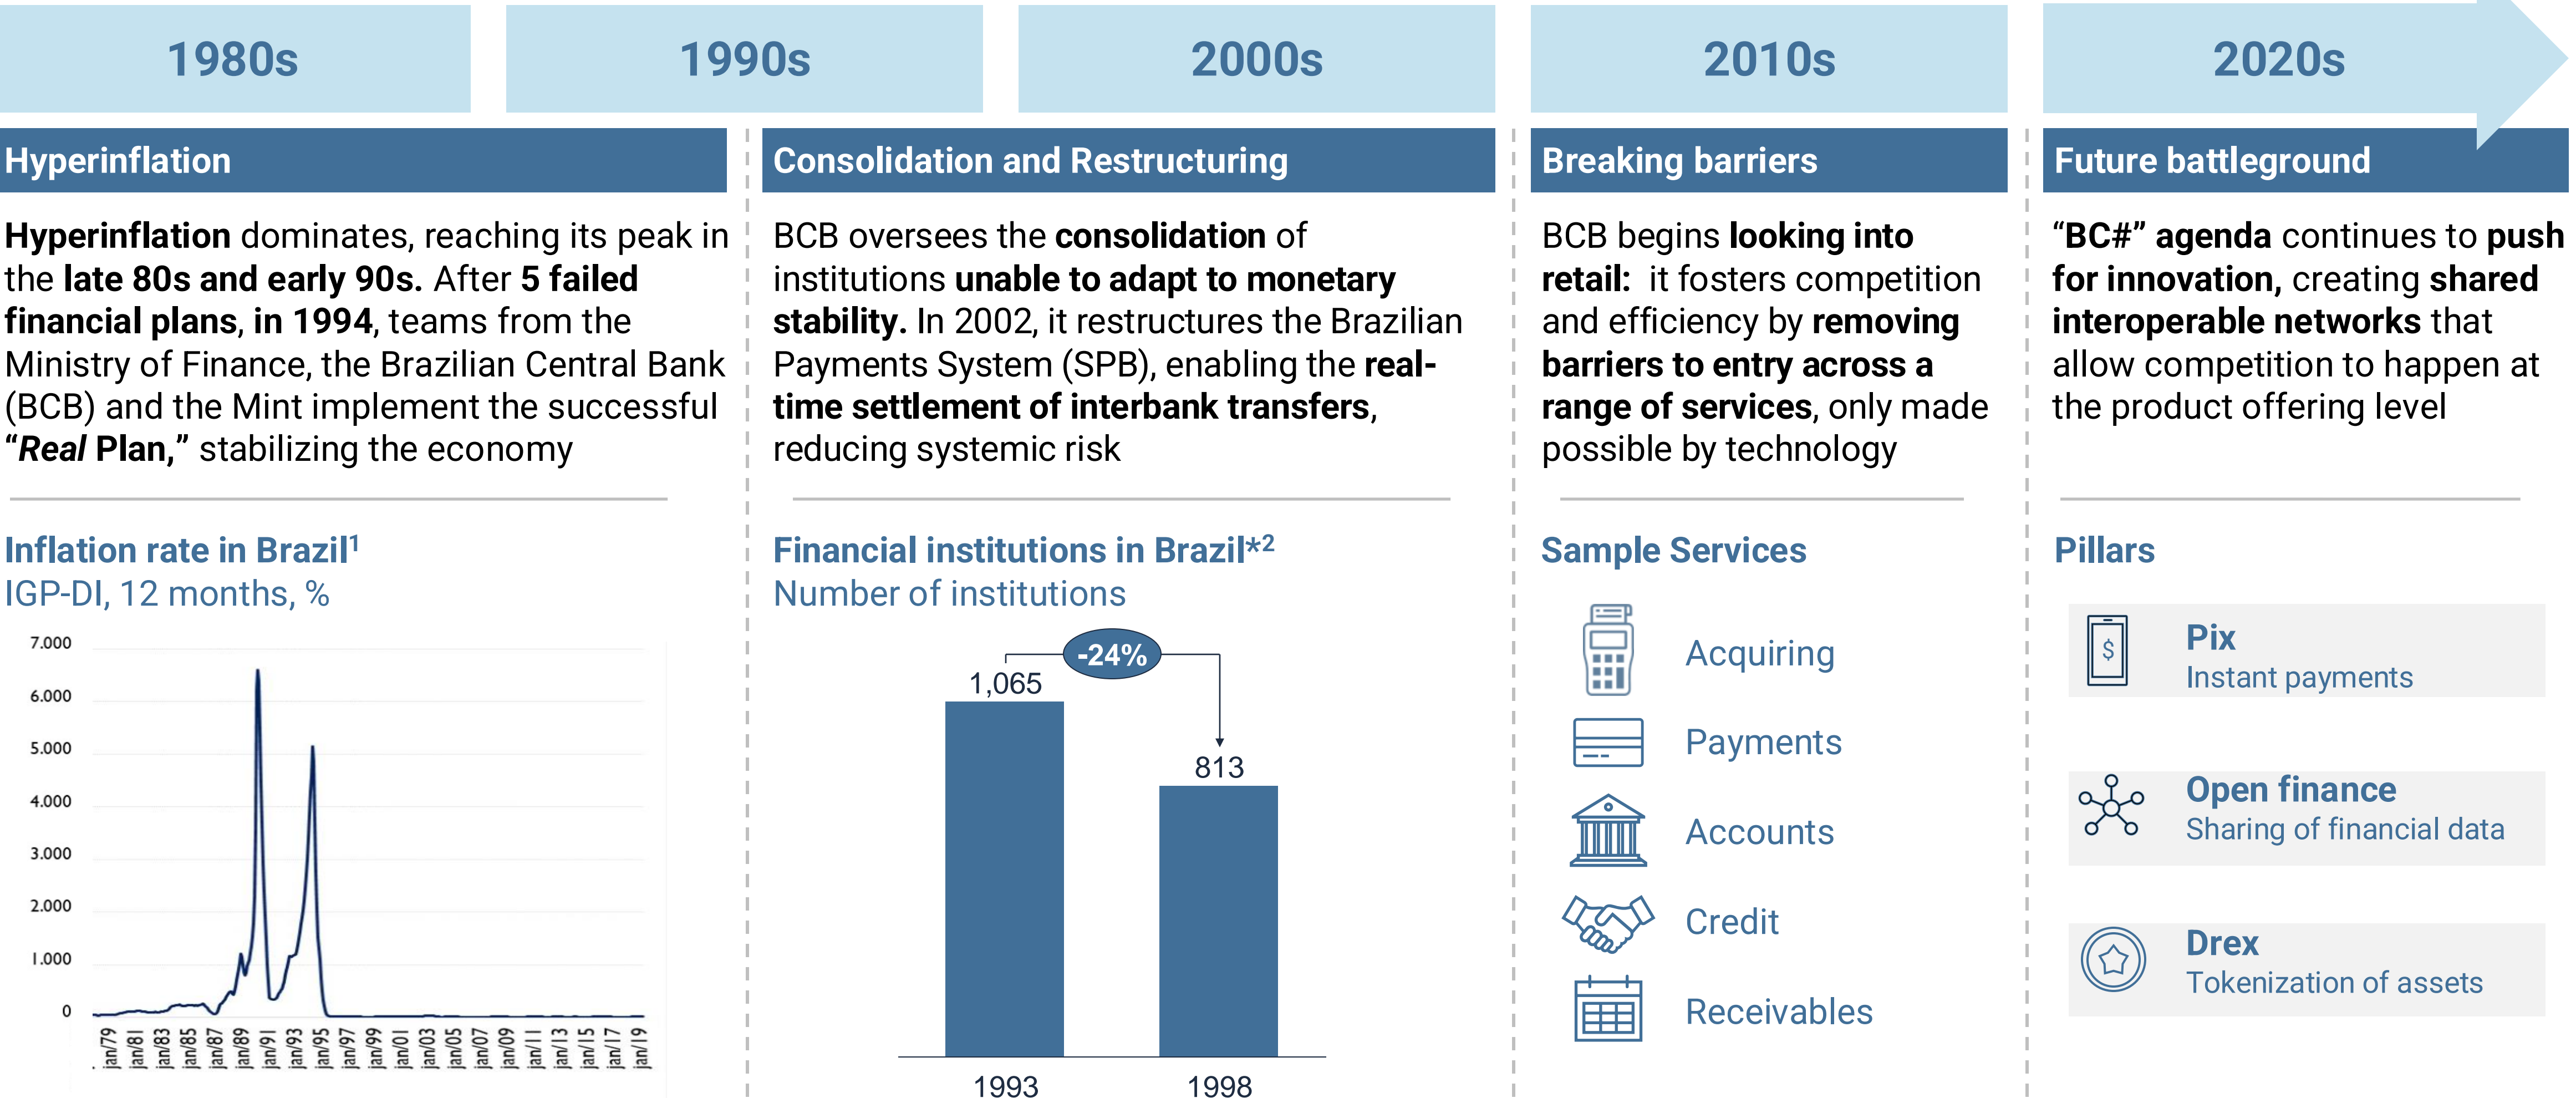 1980s
1990s
2000s
2010s
2020s
Hyperinflation
Hyperinflation dominates, reaching its peak in
the late 80s and early 90s. After 5 failed
financial plans, in 1994, teams from the
Ministry of Finance, the Brazilian Central Bank
(BCB) and the Mint implement the successful
“Real Plan,” stabilizing the economy
Inflation rate in Brazil¹
IGP-DI, 12 months, %
7.000
6.000
5.000
4.000
3.000
2.000
1.000
0
jan/79
jan/81
jan/83
jan/85
jan/87
jan/89
jan/91
jan/93
jan/95
jan/97
jan/99
jan/01
jan/03
jan/05
jan/07
jan/09
jan/11
jan/13
jan/15
jan/17
jan/19
Consolidation and Restructuring
BCB oversees the consolidation of
institutions unable to adapt to monetary
stability. In 2002, it restructures the Brazilian
Payments System (SPB), enabling the real-
time settlement of interbank transfers,
reducing systemic risk
Financial institutions in Brazil*²
Number of institutions
-24%
1,065
813
1993
1998
Breaking barriers
BCB begins looking into
retail: it fosters competition
and efficiency by removing
barriers to entry across a
range of services, only made
possible by technology
Sample Services
Acquiring
Payments
Accounts
Credit
Receivables
Future battleground
“BC#” agenda continues to push
for innovation, creating shared
interoperable networks that
allow competition to happen at
the product offering level
Pillars
$
Pix
Instant payments
Open finance
Sharing of financial data
Drex
Tokenization of assets